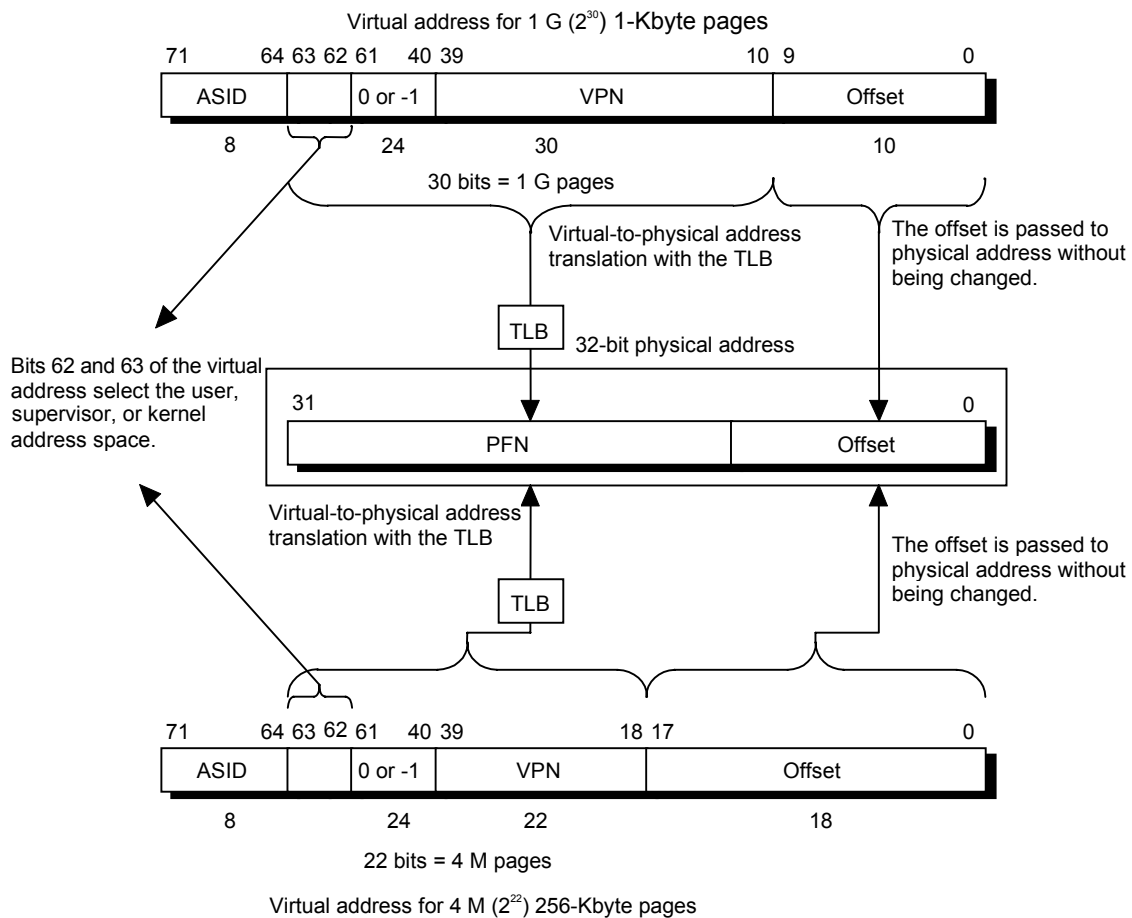 Virtual address for 1 G (2³⁰) 1-Kbyte pages
71 64 63 62 61 40 39 10 9 0
ASID 0 or -1 VPN Offset
8 24 30 10
30 bits = 1 G pages
Virtual-to-physical address
translation with the TLB
The offset is passed to
physical address without
being changed.
TLB
32-bit physical address
Bits 62 and 63 of the virtual
address select the user,
supervisor, or kernel
address space.
31 0
PFN Offset
Virtual-to-physical address
translation with the TLB
The offset is passed to
physical address without
being changed.
TLB
71 64 63 62 61 40 39 18 17 0
ASID 0 or -1 VPN Offset
8 24 22 18
22 bits = 4 M pages
Virtual address for 4 M (2²²) 256-Kbyte pages